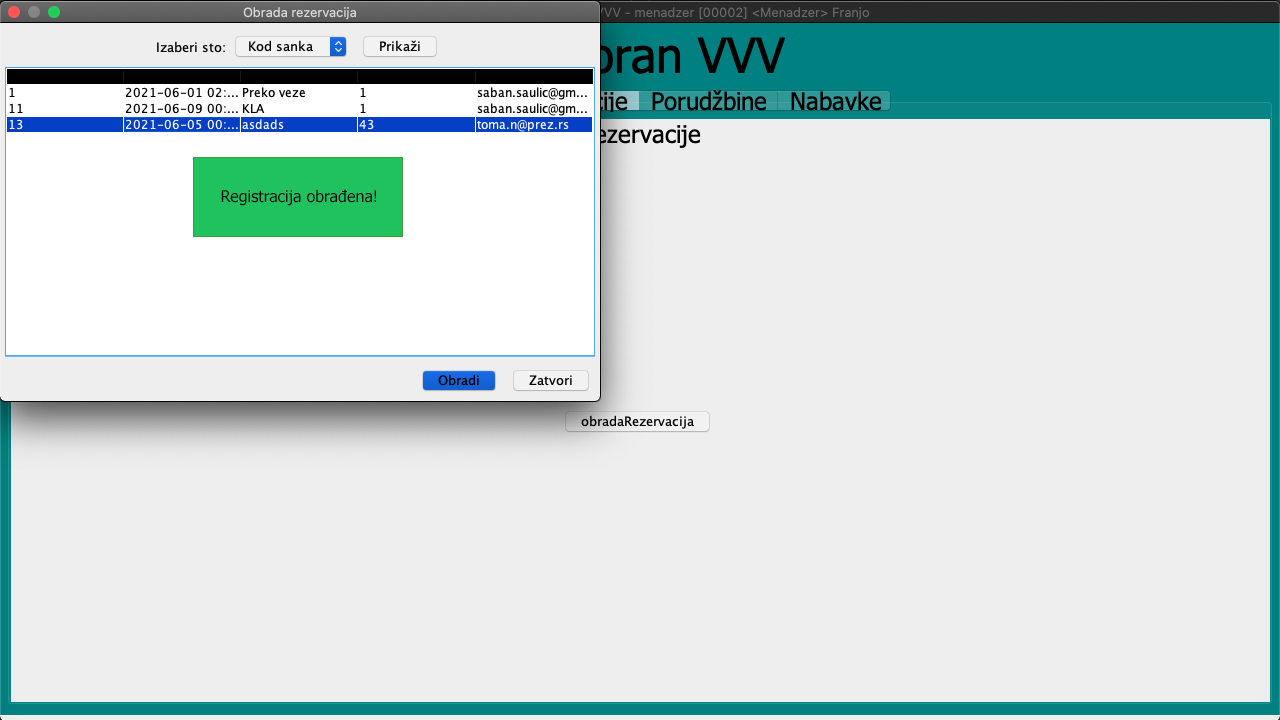 Obrada rezervacija
VVV - menadzer [00002] <Menadzer> Franjo
Izaberi sto: Kod sanka Prikaži
oran VVV
ije Porudžbine Nabavke
ezervacije
1 2021-06-01 02:... Preko veze 1 saban.saulic@gm...
11 2021-06-09 00:... KLA 1 saban.saulic@gm...
13 2021-06-05 00:... asdads 43 toma.n@prez.rs
Registracija obrađena!
Obradi Zatvori
obradaRezervacija